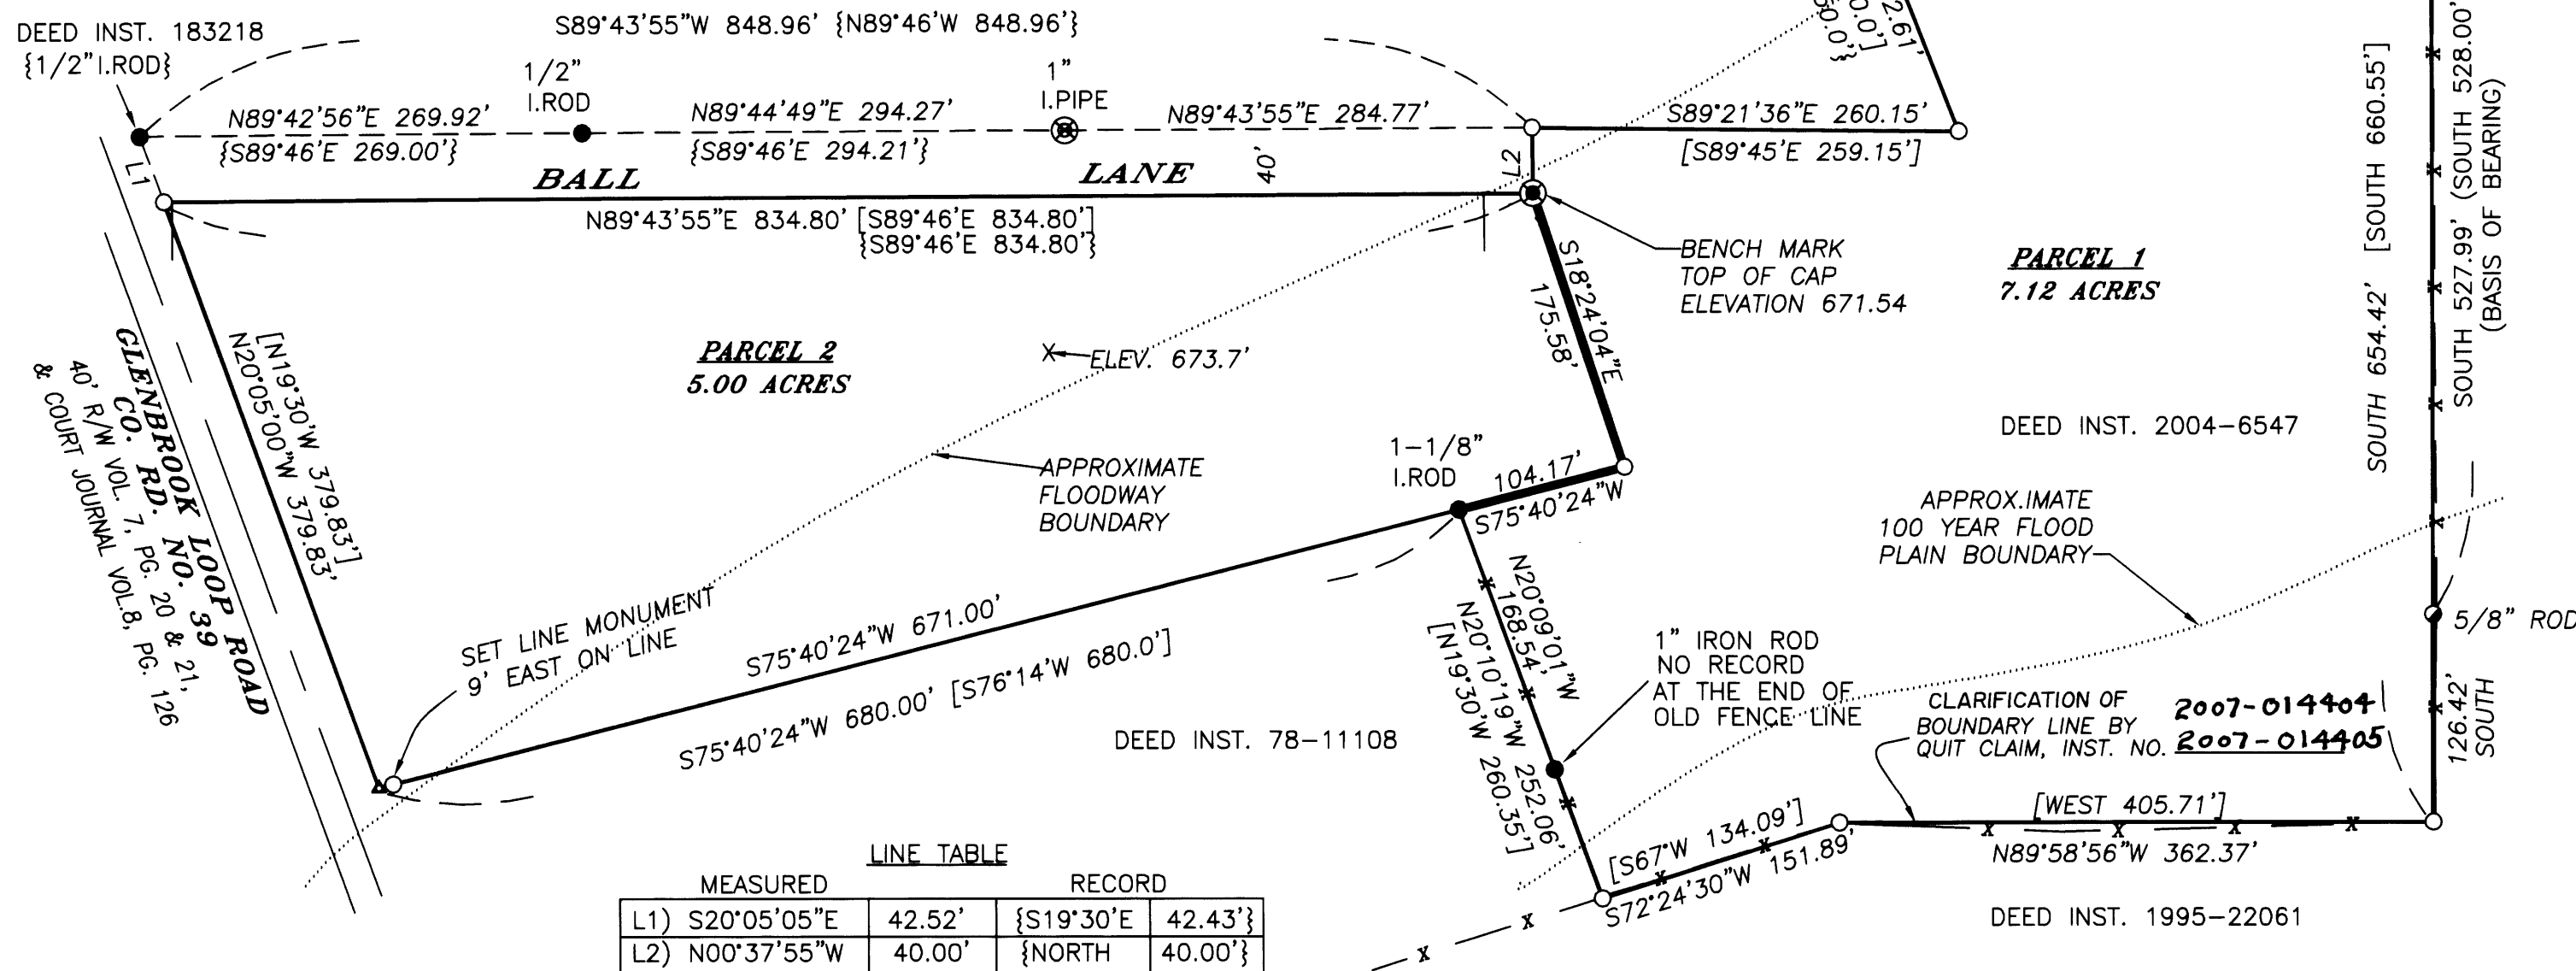 DEED INST. 183218
{1/2"I.ROD}
S89°43'55"W 848.96' {N89°46'W 848.96'}
1/2"
I.ROD
1"
I.PIPE
N89°42'56"E 269.92'
{S89°46'E 269.00'}
N89°44'49"E 294.27'
{S89°46'E 294.21'}
N89°43'55"E 284.77'
S89°21'36"E 260.15'
[S89°45'E 259.15']
2.61'
0.0']
50.0'}
L1
L2
40'
BALL LANE
N89°43'55"E 834.80' [S89°46'E 834.80']
{S89°46'E 834.80'}
BENCH MARK
TOP OF CAP
ELEVATION 671.54
PARCEL 1
7.12 ACRES
S18°24'04"E
175.58'
SOUTH 654.42' [SOUTH 660.55']
SOUTH 527.99' (SOUTH 528.00')
(BASIS OF BEARING)
PARCEL 2
5.00 ACRES
ELEV. 673.7'
[N19°30'W 379.83']
N20°05'00"W 379.83'
GLENBROOK LOOP ROAD
CO. RD. NO. 39
40' R/W VOL. 7, PG. 20 & 21,
& COURT JOURNAL VOL.8, PG. 126
APPROXIMATE
FLOODWAY
BOUNDARY
1-1/8"
I.ROD
104.17'
S75°40'24"W
DEED INST. 2004-6547
APPROX.IMATE
100 YEAR FLOOD
PLAIN BOUNDARY
SET LINE MONUMENT
9' EAST ON LINE
S75°40'24"W 671.00'
S75°40'24"W 680.00' [S76°14'W 680.0']
N20°09'01"W
168.54'
N20°10'19"W 252.06'
[N19°30'W 260.35']
1" IRON ROD
NO RECORD
AT THE END OF
OLD FENCE LINE
5/8" ROD
126.42'
SOUTH
CLARIFICATION OF
BOUNDARY LINE BY
QUIT CLAIM, INST. NO.
2007-014404
2007-014405
DEED INST. 78-11108
[WEST 405.71']
N89°58'56"W 362.37'
[S67°W 134.09']
S72°24'30"W 151.89'
DEED INST. 1995-22061
LINE TABLE
MEASURED RECORD
L1) S20°05'05"E 42.52' {S19°30'E 42.43'}
L2) N00°37'55"W 40.00' {NORTH 40.00'}